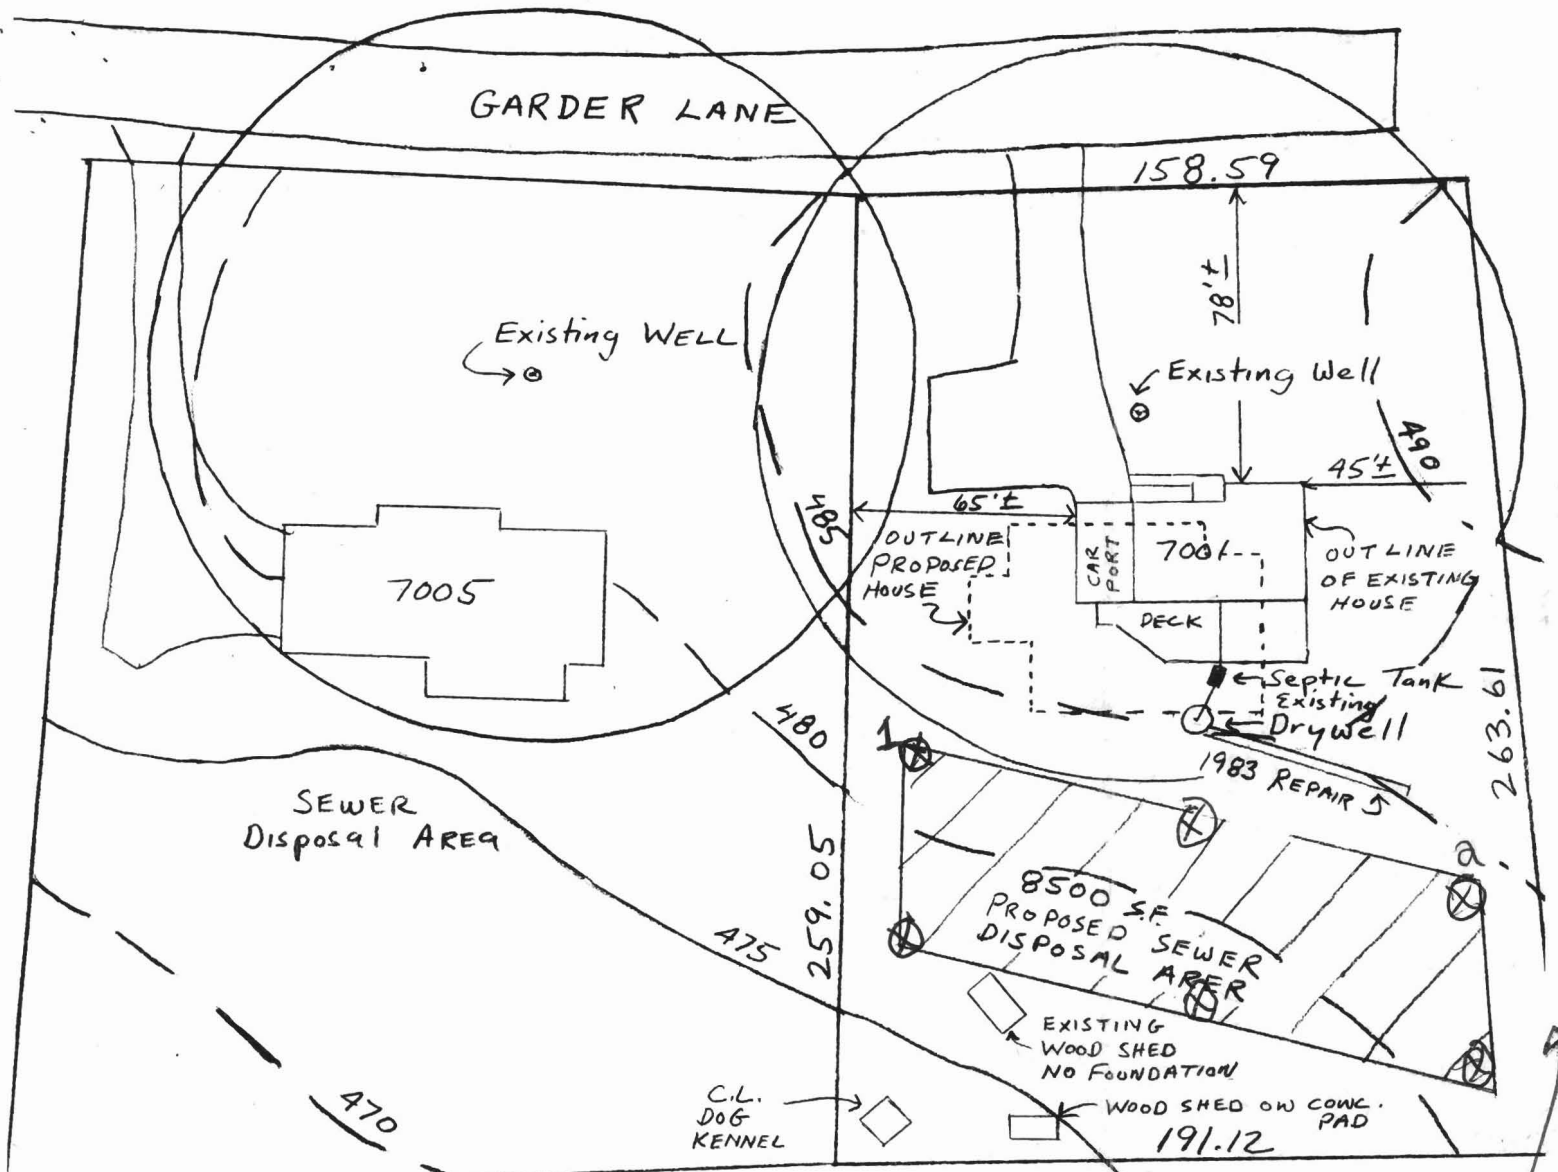 GARDER LANE
158.59
78'±
Existing WELL
Existing Well
490
45'±
65'±
485
OUTLINE
PROPOSED
HOUSE
CAR
PORT
7001
OUTLINE
OF EXISTING
HOUSE
7005
DECK
Septic Tank
Existing
Drywell
263.61
480
1
1983 REPAIR
SEWER
Disposal AREA
259.05
2
8500 S.F.
PROPOSED SEWER
DISPOSAL ARER
475
EXISTIING
WOOD SHED
NO FOUNDATION
470
C.L.
DOG
KENNEL
WOOD SHED ON CONC.
PAD
191.12